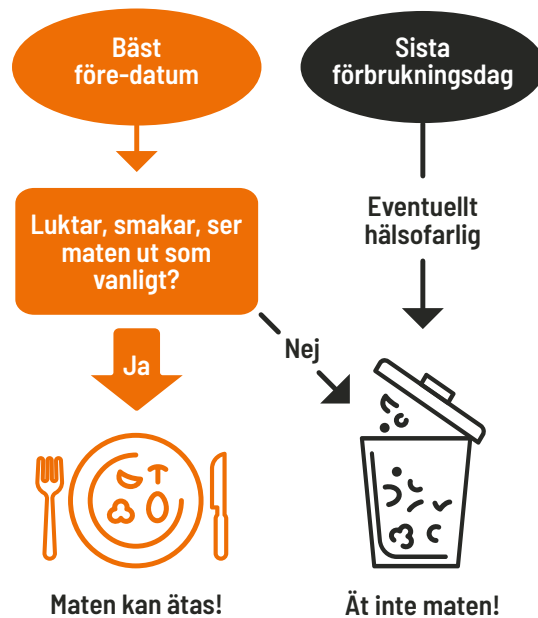 Bäst
före-datum
Sista
förbrukningsdag
Luktar, smakar, ser
maten ut som
vanligt?
Eventuellt
hälsofarlig
Nej
Ja
Maten kan ätas!
Ät inte maten!